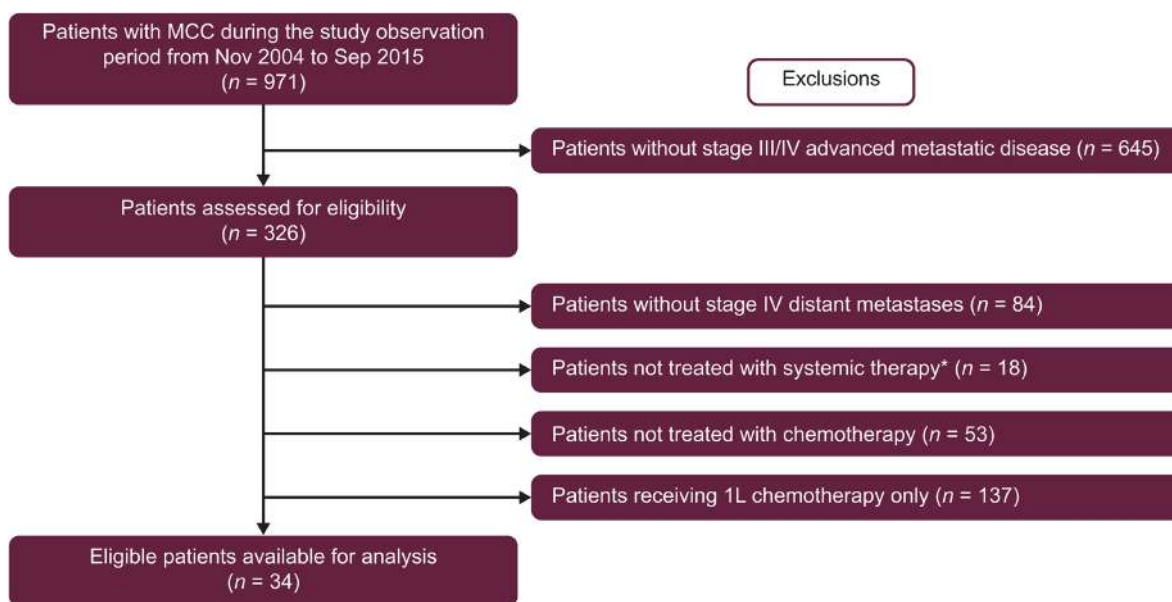 Patients with MCC during the study observation
period from Nov 2004 to Sep 2015
(n = 971)
Exclusions
Patients without stage III/IV advanced metastatic disease (n = 645)
Patients assessed for eligibility
(n = 326)
Patients without stage IV distant metastases (n = 84)
Patients not treated with systemic therapy* (n = 18)
Patients not treated with chemotherapy (n = 53)
Patients receiving 1L chemotherapy only (n = 137)
Eligible patients available for analysis
(n = 34)